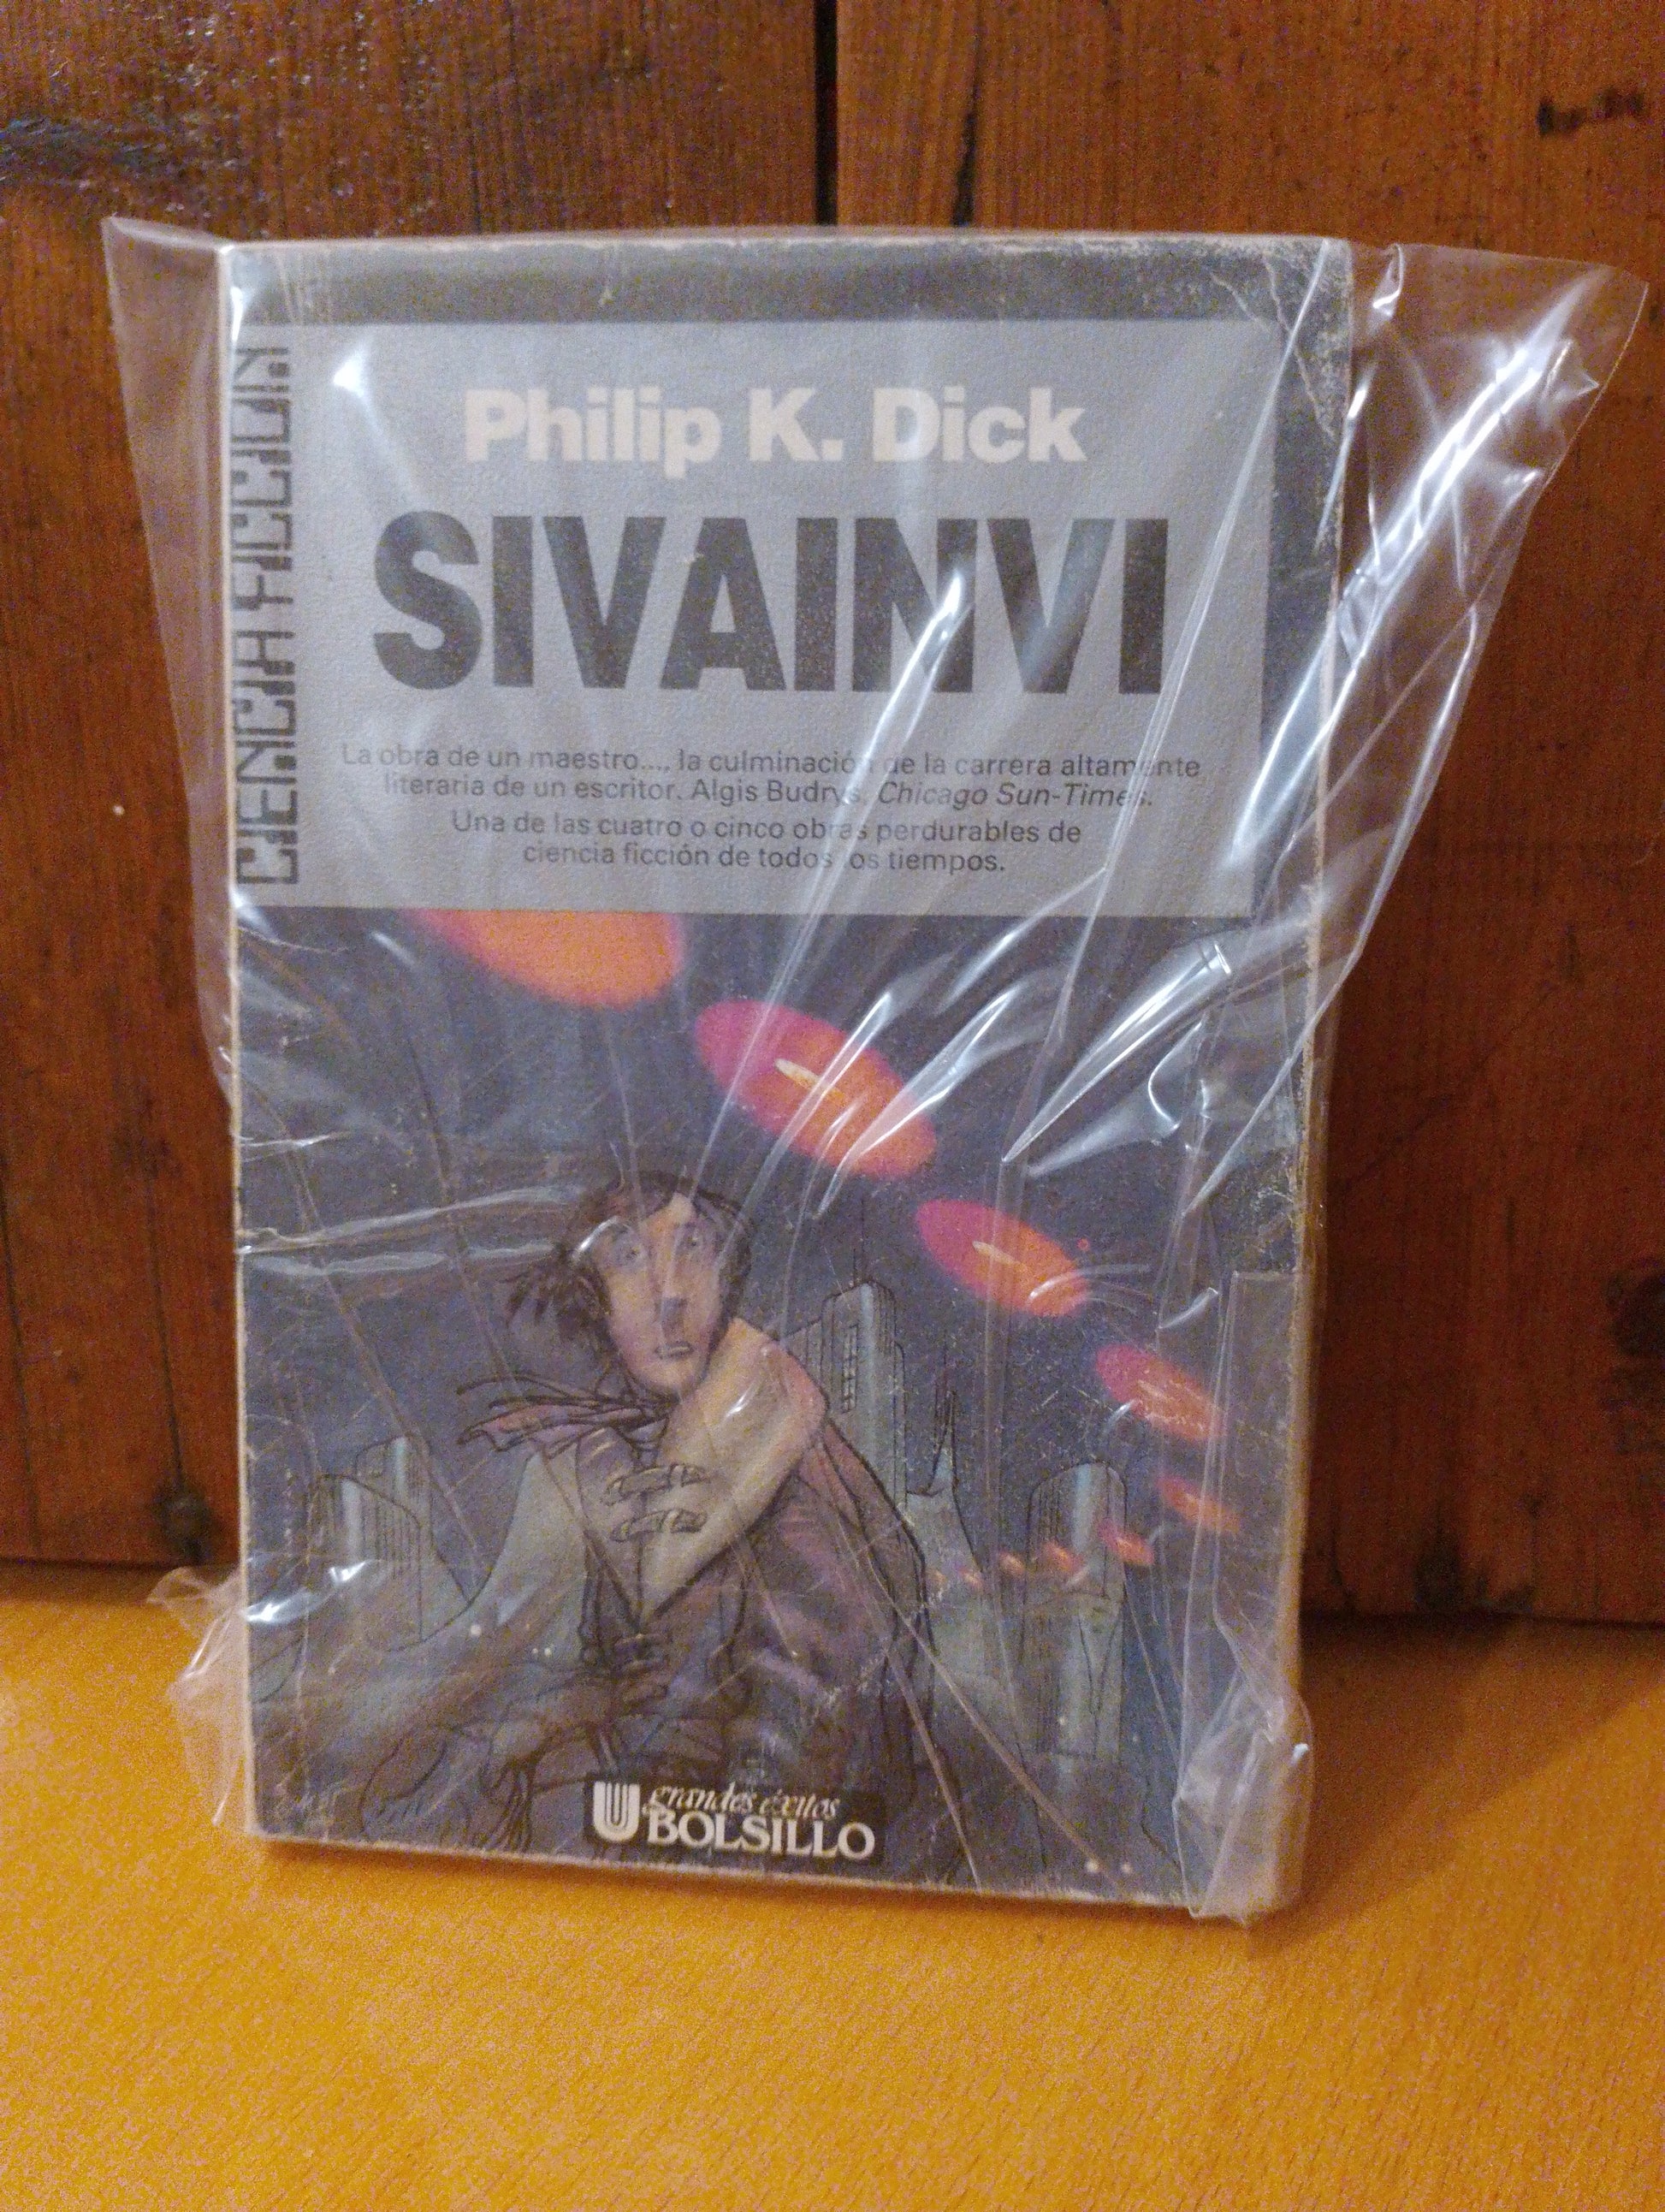 CIENCIA FICCION
Philip K. Dick
SIVAINVI
La obra de un maestro..., la culminación de la carrera altamente
literaria de un escritor. Algis Budrys, Chicago Sun-Times.
Una de las cuatro o cinco obras perdurables de
ciencia ficción de todos los tiempos.
grandes éxitos
BOLSILLO